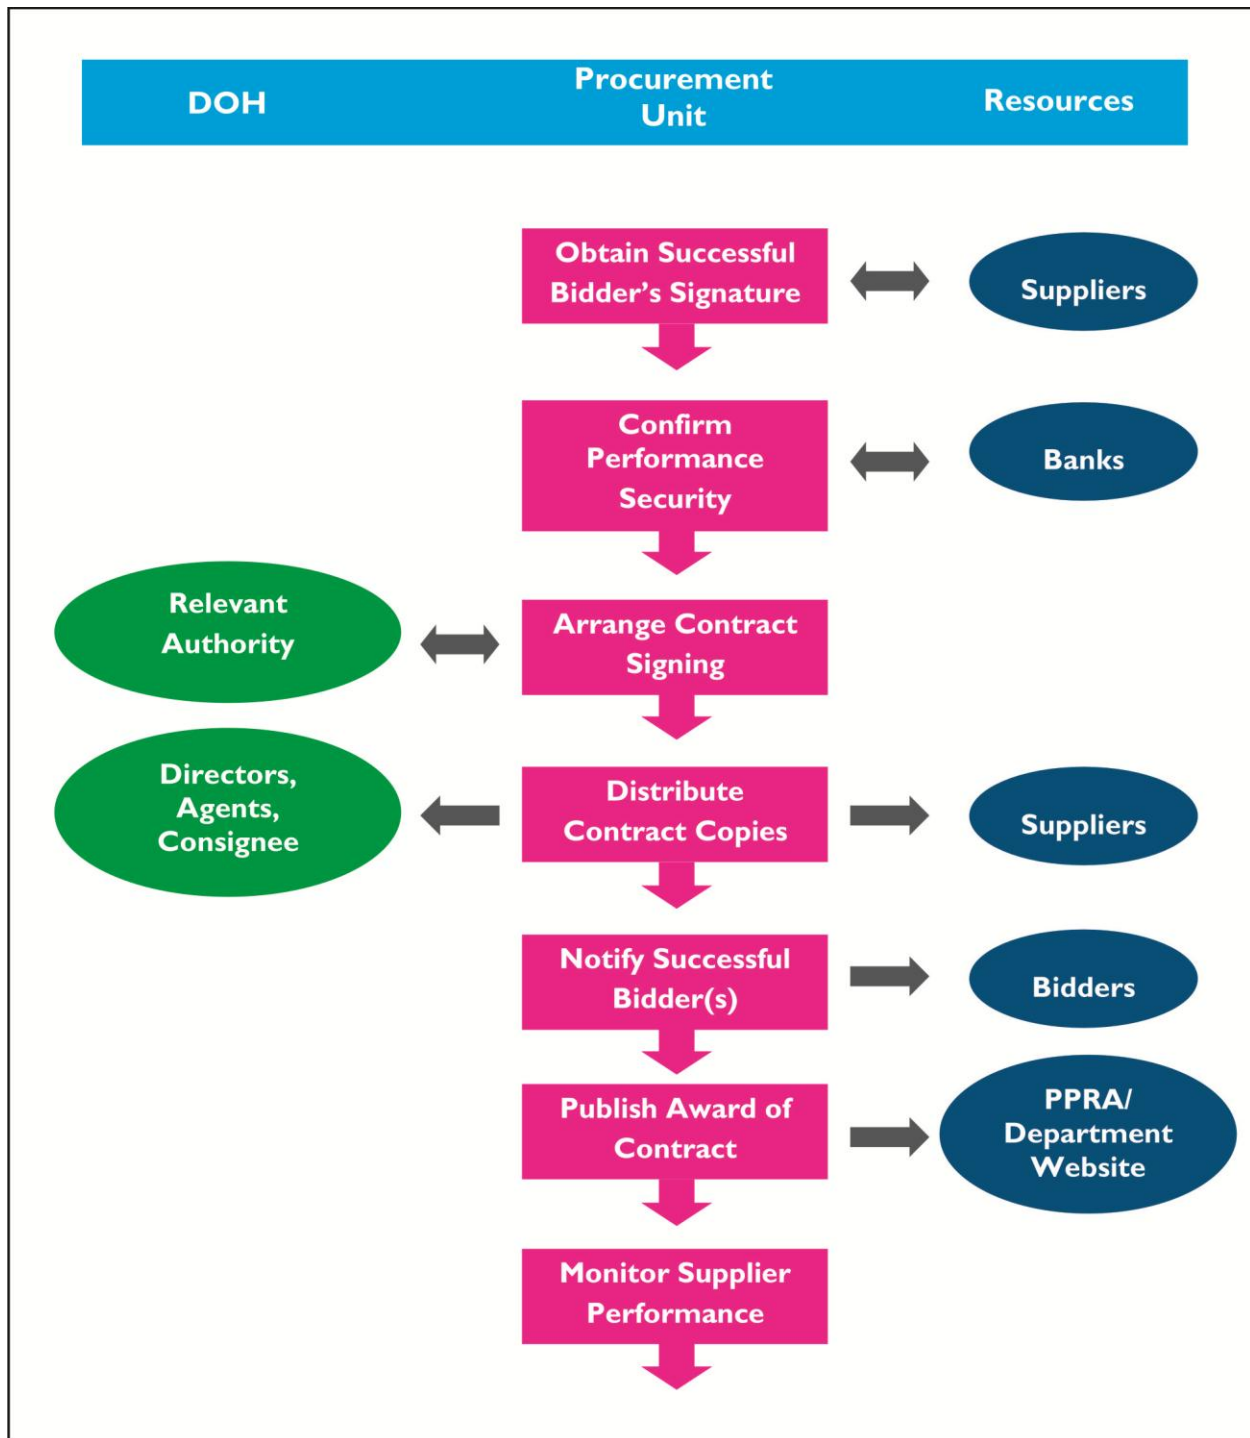 DOH
Procurement
Unit
Resources
Obtain Successful
Bidder’s Signature
Suppliers
Confirm
Performance
Security
Banks
Relevant
Authority
Arrange Contract
Signing
Directors,
Agents,
Consignee
Distribute
Contract Copies
Suppliers
Notify Successful
Bidder(s)
Bidders
Publish Award of
Contract
PPRA/
Department
Website
Monitor Supplier
Performance